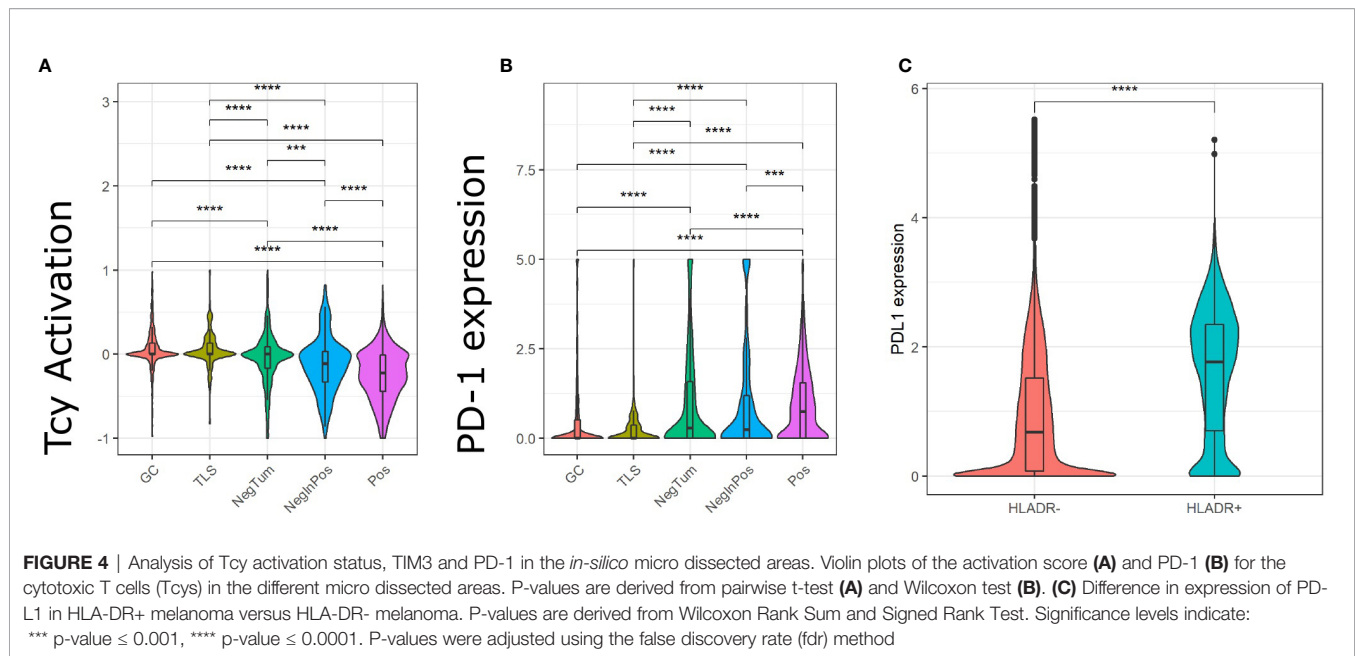 A
B
C
Tcy Activation
3
2
1
0
-1
****
****
****
***
****
****
****
****
****
GC
TLS
NegTum
NegInPos
Pos
PD-1 expression
7.5
5.0
2.5
0.0
****
****
****
****
***
****
****
****
GC
TLS
NegTum
NegInPos
Pos
PDL1 expression
6
4
2
0
****
HLADR-
HLADR+
FIGURE 4 | Analysis of Tcy activation status, TIM3 and PD-1 in the in-silico micro dissected areas. Violin plots of the activation score (A) and PD-1 (B) for the
cytotoxic T cells (Tcys) in the different micro dissected areas. P-values are derived from pairwise t-test (A) and Wilcoxon test (B). (C) Difference in expression of PD-
L1 in HLA-DR+ melanoma versus HLA-DR- melanoma. P-values are derived from Wilcoxon Rank Sum and Signed Rank Test. Significance levels indicate:
*** p-value ≤ 0.001, **** p-value ≤ 0.0001. P-values were adjusted using the false discovery rate (fdr) method